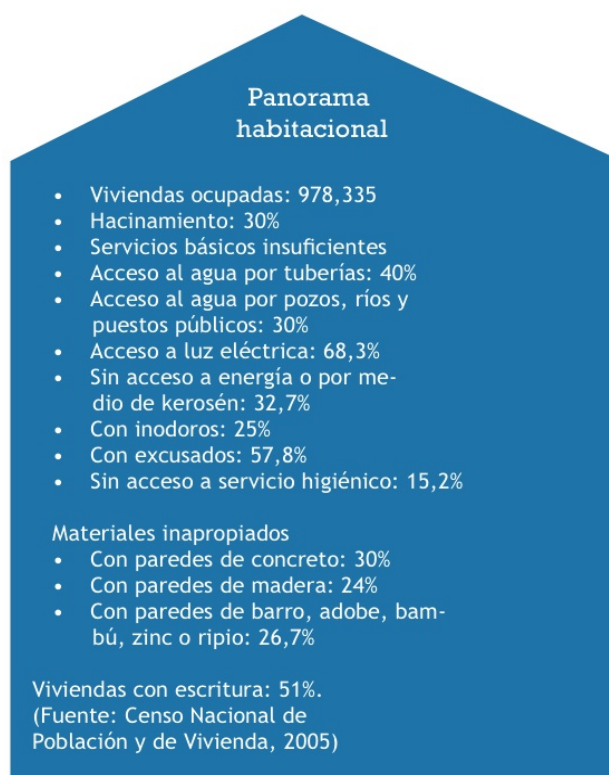 Panorama
habitacional
• Viviendas ocupadas: 978,335
• Hacinamiento: 30%
• Servicios básicos insuficientes
• Acceso al agua por tuberías: 40%
• Acceso al agua por pozos, ríos y
puestos públicos: 30%
• Acceso a luz eléctrica: 68,3%
• Sin acceso a energía o por me-
dio de kerosén: 32,7%
• Con inodoros: 25%
• Con excusados: 57,8%
• Sin acceso a servicio higiénico: 15,2%
Materiales inapropiados
• Con paredes de concreto: 30%
• Con paredes de madera: 24%
• Con paredes de barro, adobe, bam-
bú, zinc o ripio: 26,7%
Viviendas con escritura: 51%.
(Fuente: Censo Nacional de
Población y de Vivienda, 2005)